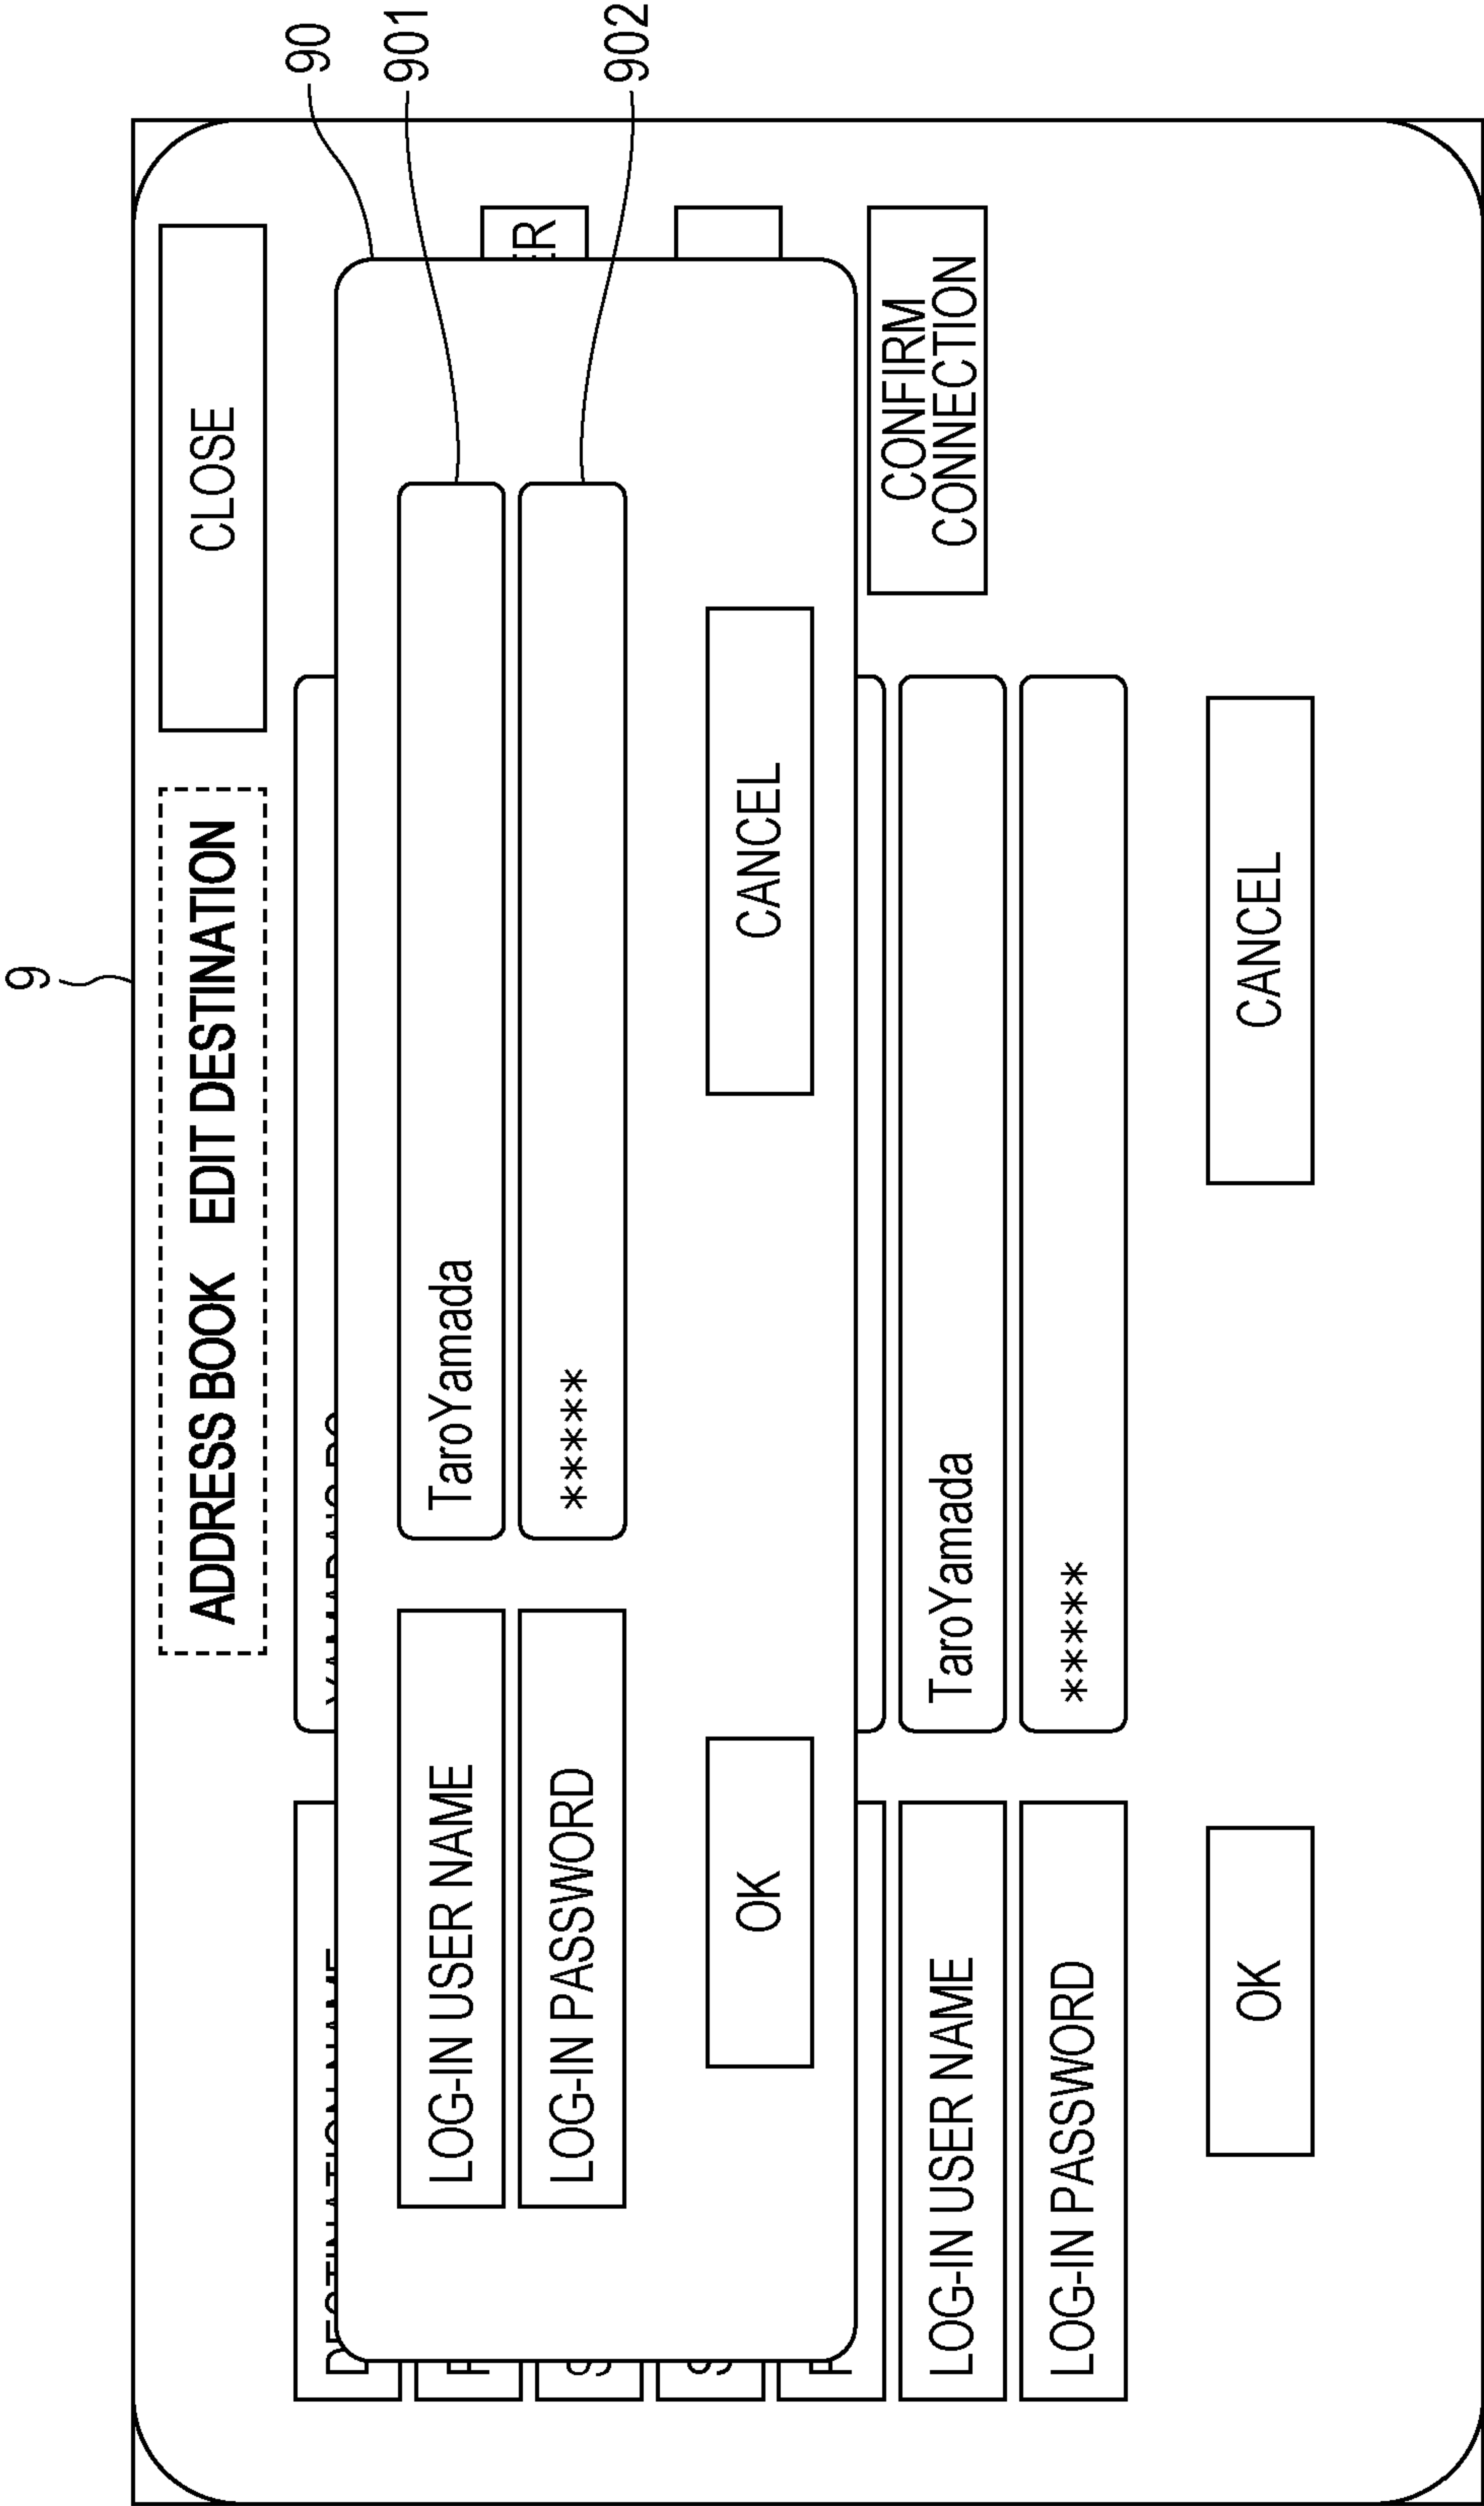 9
ADDRESS BOOK EDIT DESTINATION
CLOSE
90
901
902
LOG-IN USER NAME
TaroYamada
LOG-IN PASSWORD
*****
OK
CANCEL
ER
CONFIRM
CONNECTION
LOG-IN USER NAME
TaroYamada
LOG-IN PASSWORD
*****
OK
CANCEL